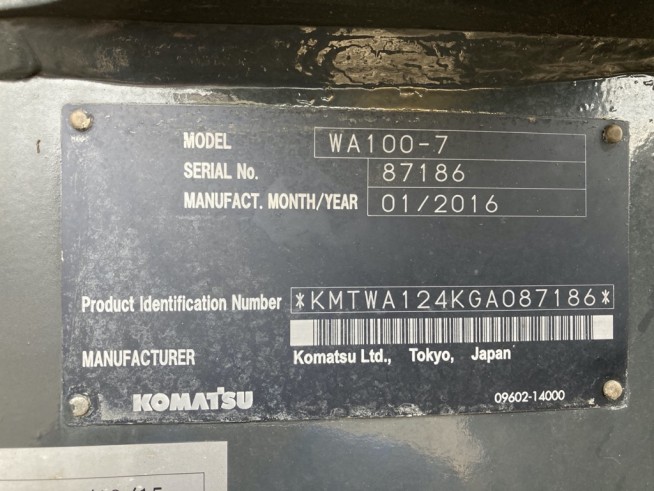 MODEL WA100-7
SERIAL No. 87186
MANUFACT. MONTH/YEAR 01/2016
Product Identification Number *KMTWA124KGA087186*
MANUFACTURER Komatsu Ltd., Tokyo, Japan
KOMATSU 09602-14000